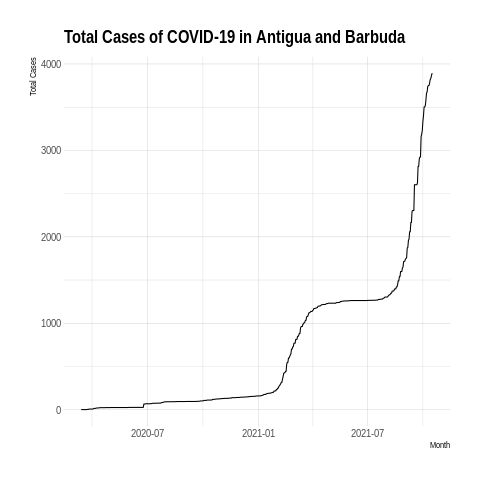 Total Cases of COVID-19 in Antigua and Barbuda
Total Cases
4000
3000
2000
1000
0
2020-07
2021-01
2021-07
Month